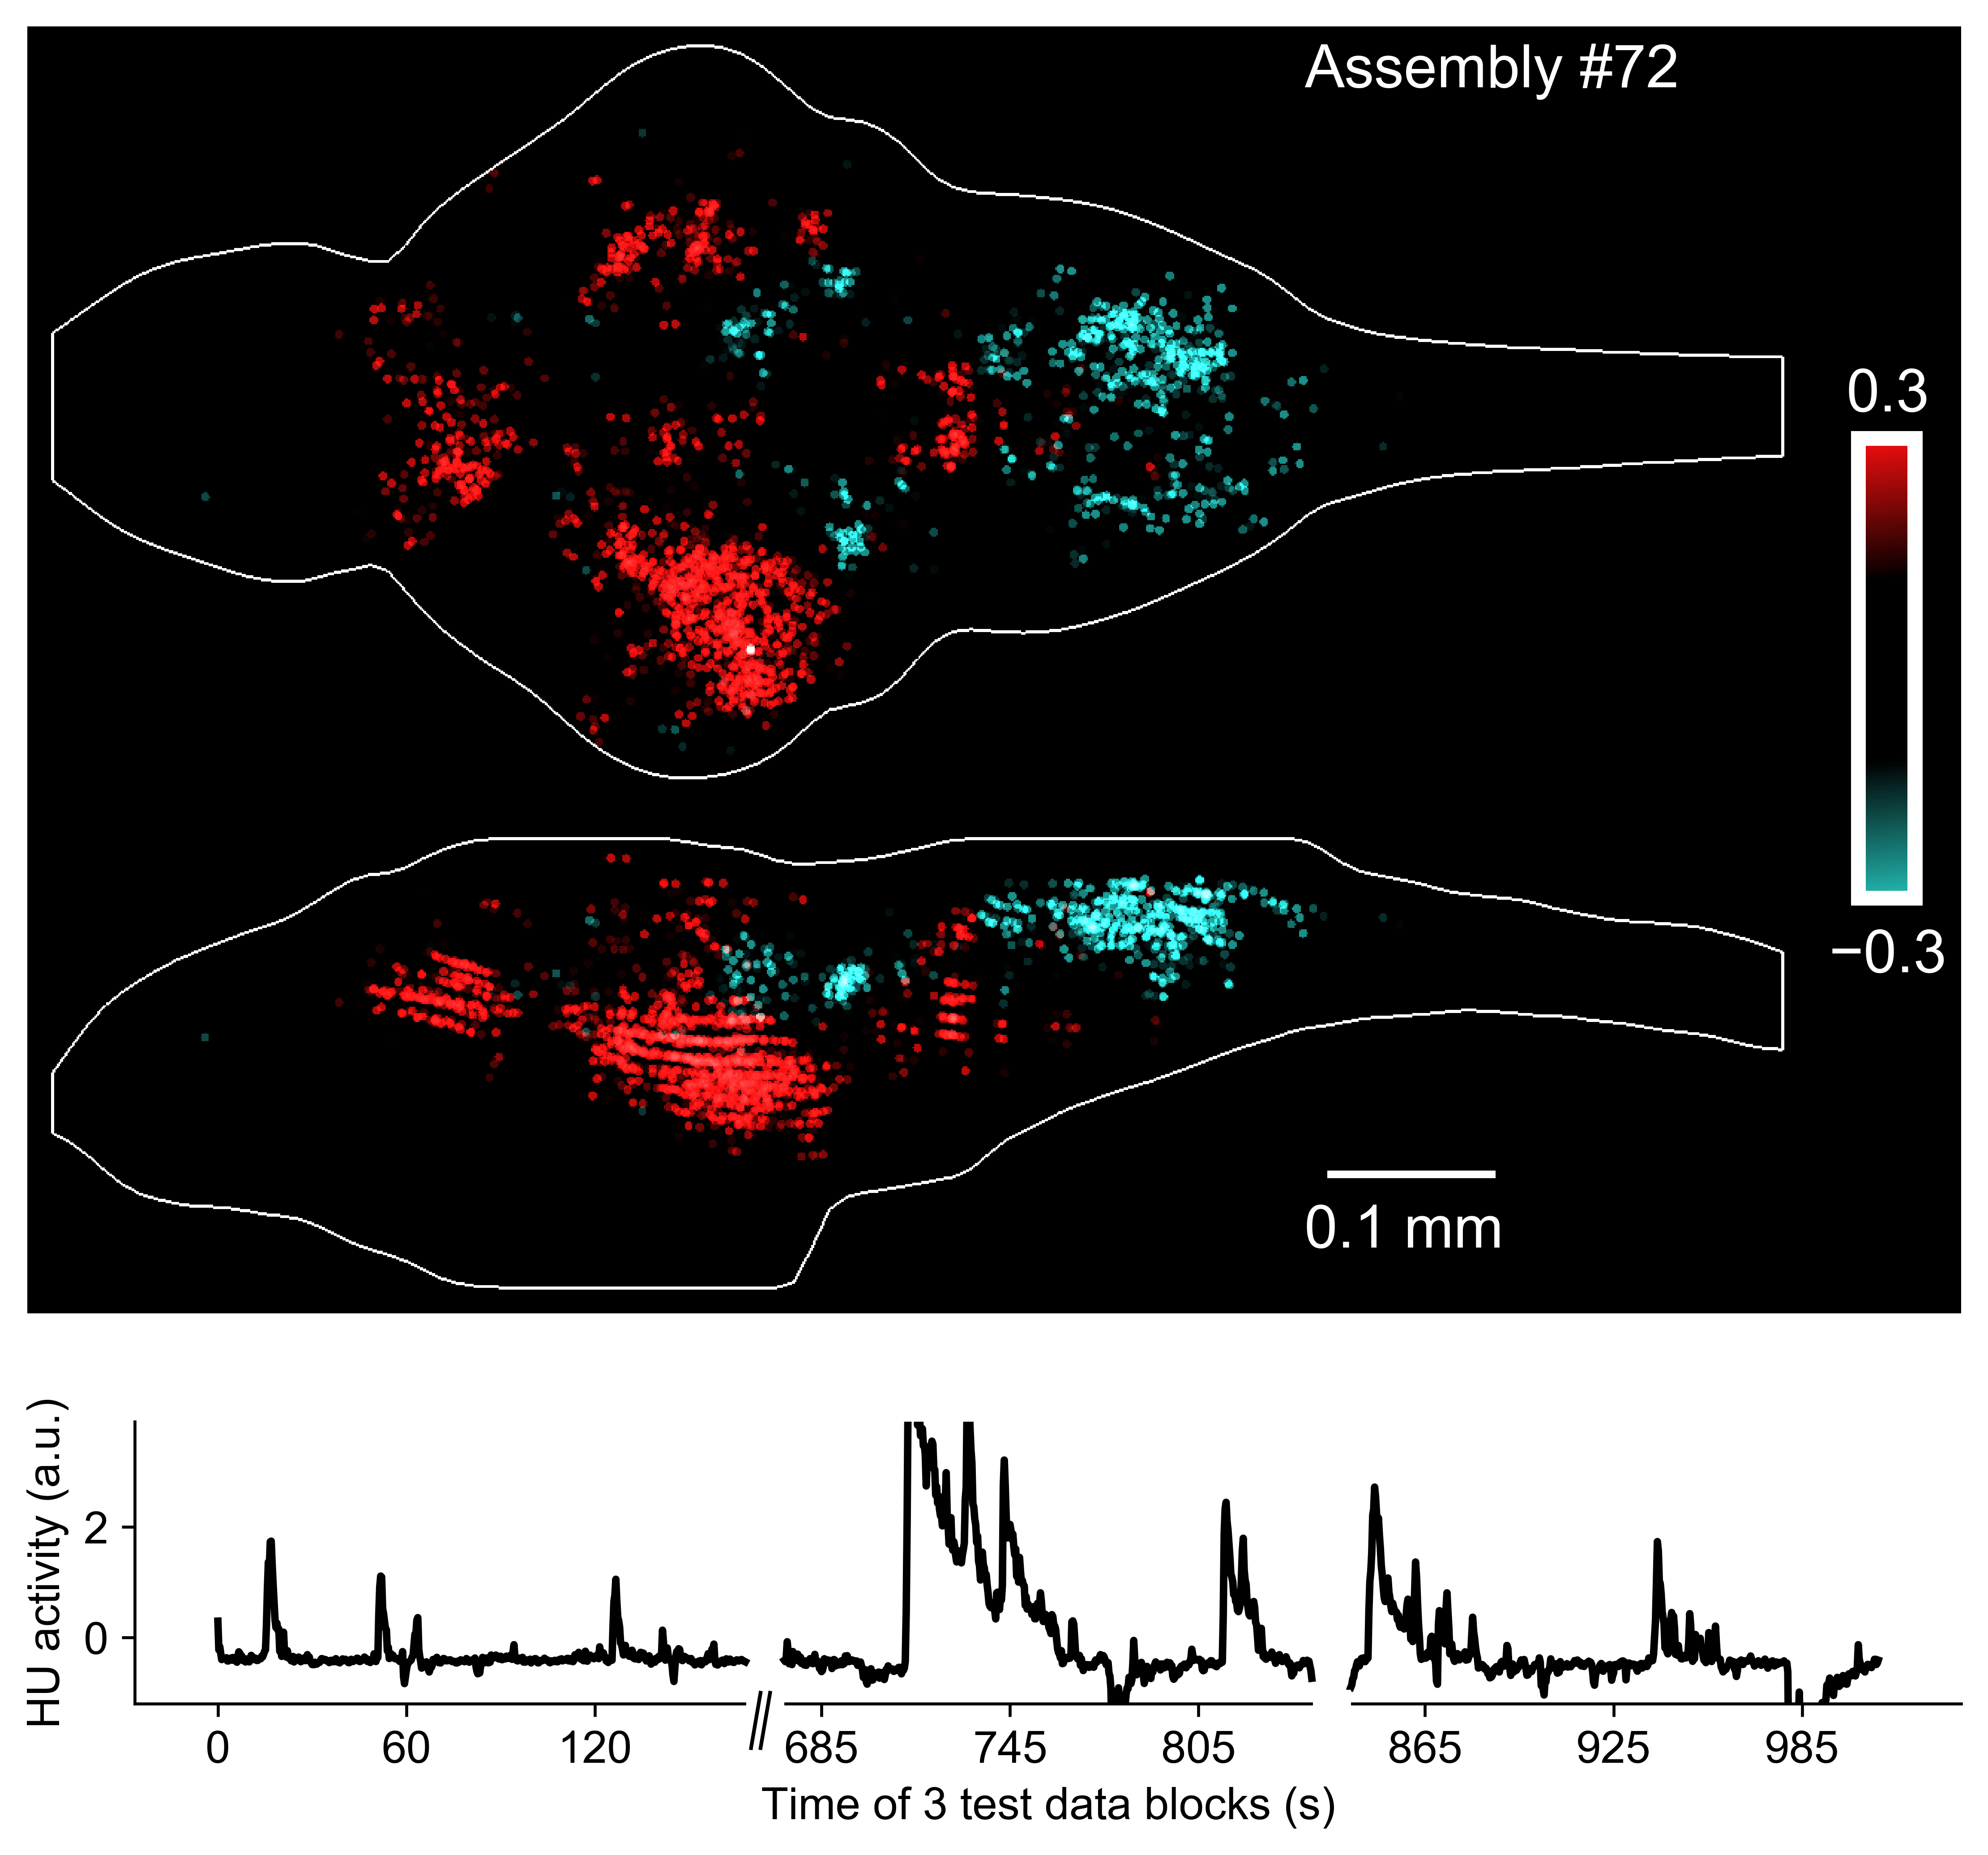 Assembly #72
0.3
−0.3
0.1 mm
HU activity (a.u.)
2
0
0 60 120 685 745 805 865 925 985
Time of 3 test data blocks (s)